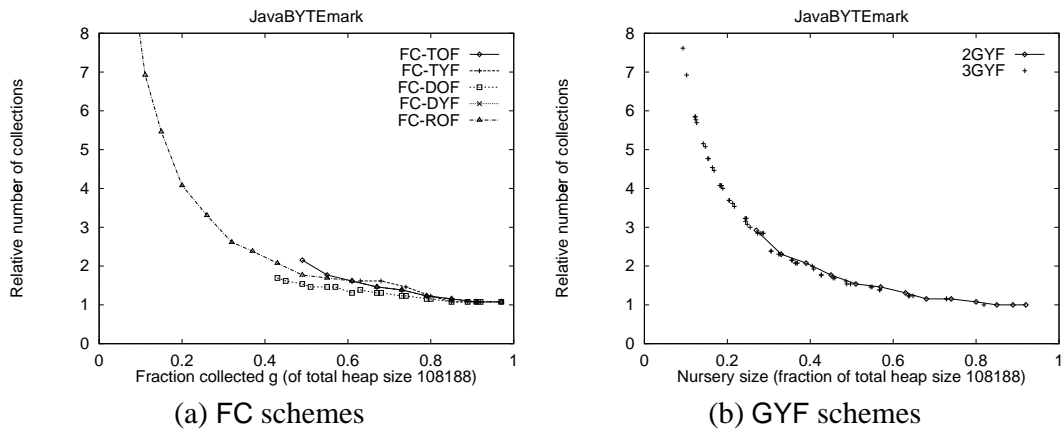 JavaBYTEmark
Relative number of collections
8
7
6
5
4
3
2
1
0
FC-TOF
FC-TYF
FC-DOF
FC-DYF
FC-ROF
0
0.2
0.4
0.6
0.8
1
Fraction collected g (of total heap size 108188)
(a) FC schemes
JavaBYTEmark
Relative number of collections
8
7
6
5
4
3
2
1
0
2GYF
3GYF
0
0.2
0.4
0.6
0.8
1
Nursery size (fraction of total heap size 108188)
(b) GYF schemes